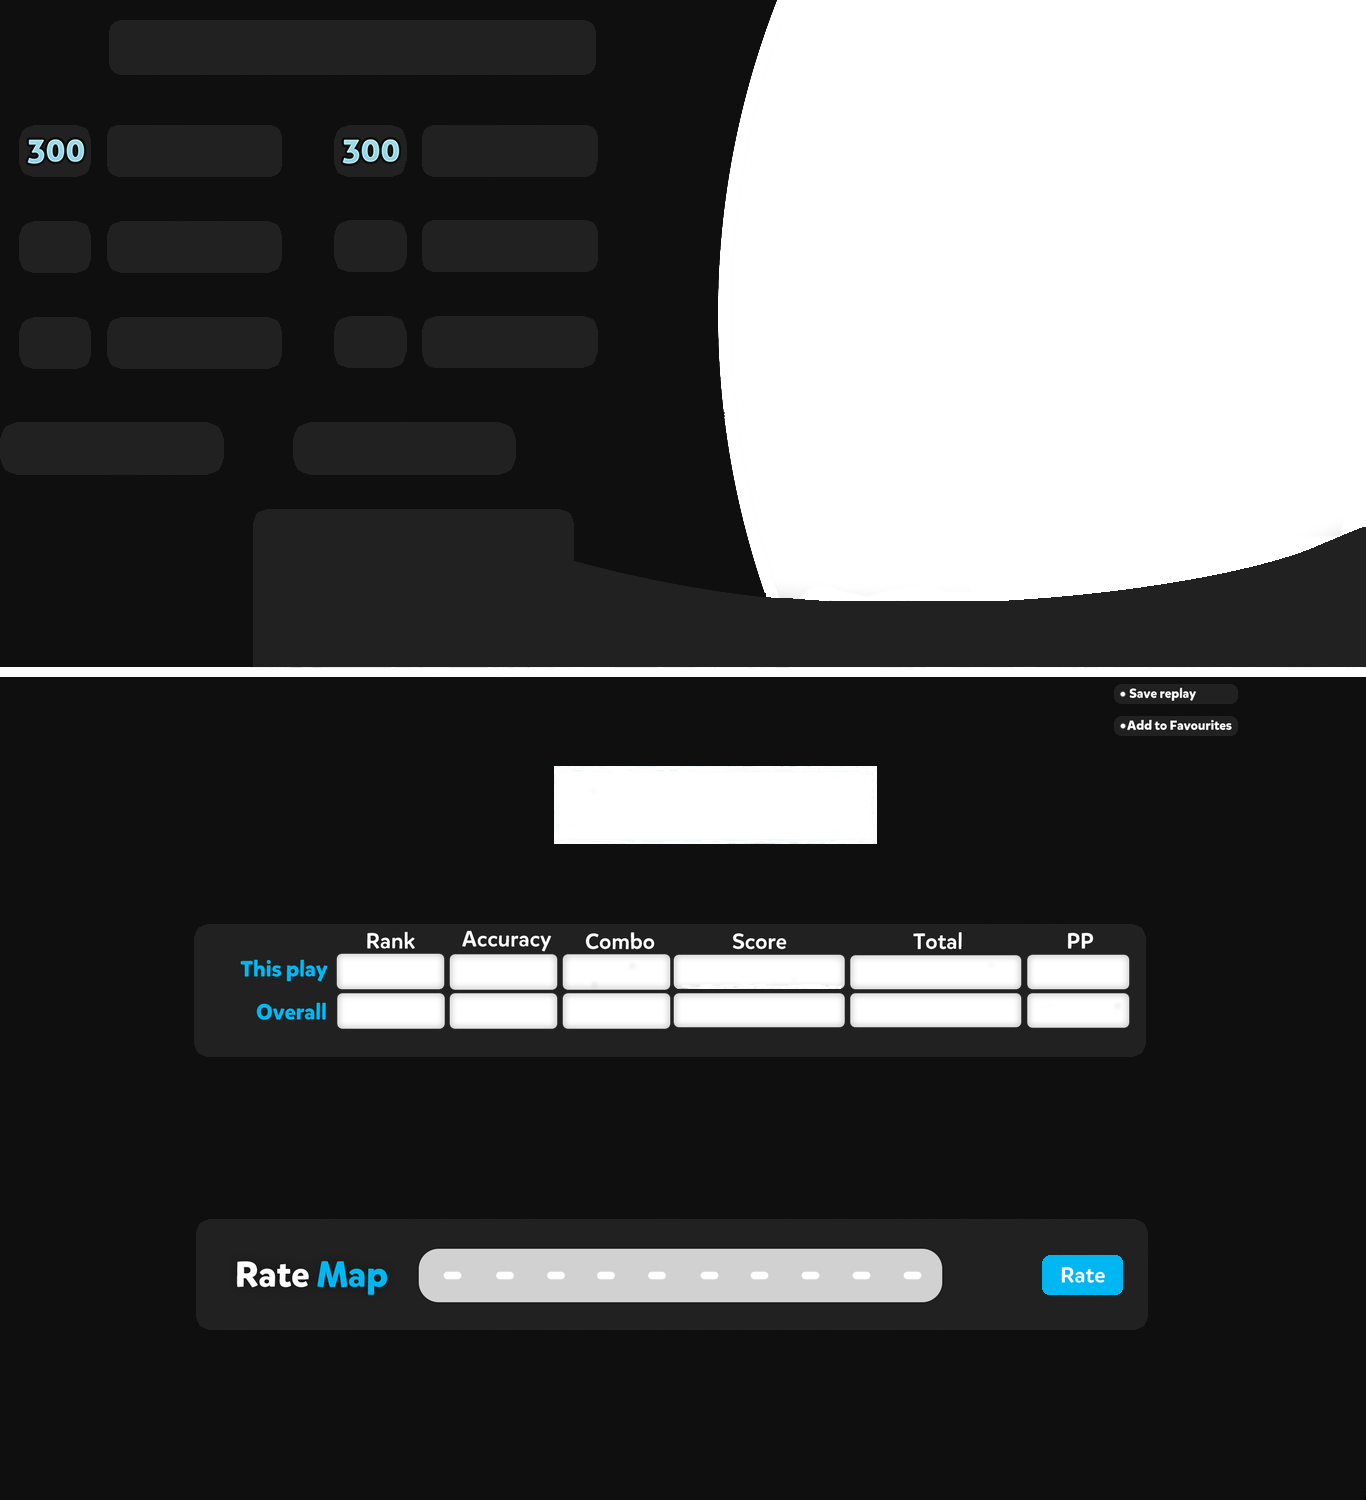 300 300
• Save replay
•Add to Favourites
Rank Accuracy Combo Score Total PP
This play
Overall
Rate Map Rate